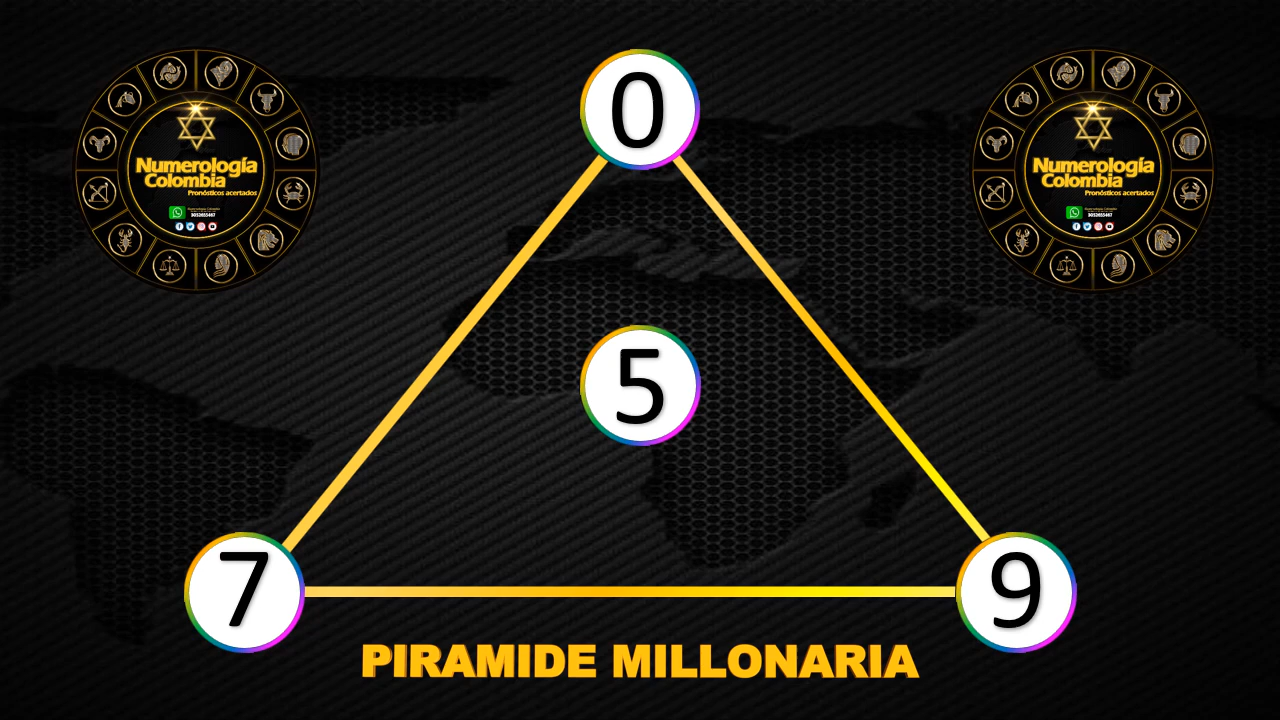 0
Numerología
Colombia
Pronósticos acertados
Numerología
Colombia
Pronósticos acertados
5
7
9
PIRAMIDE MILLONARIA